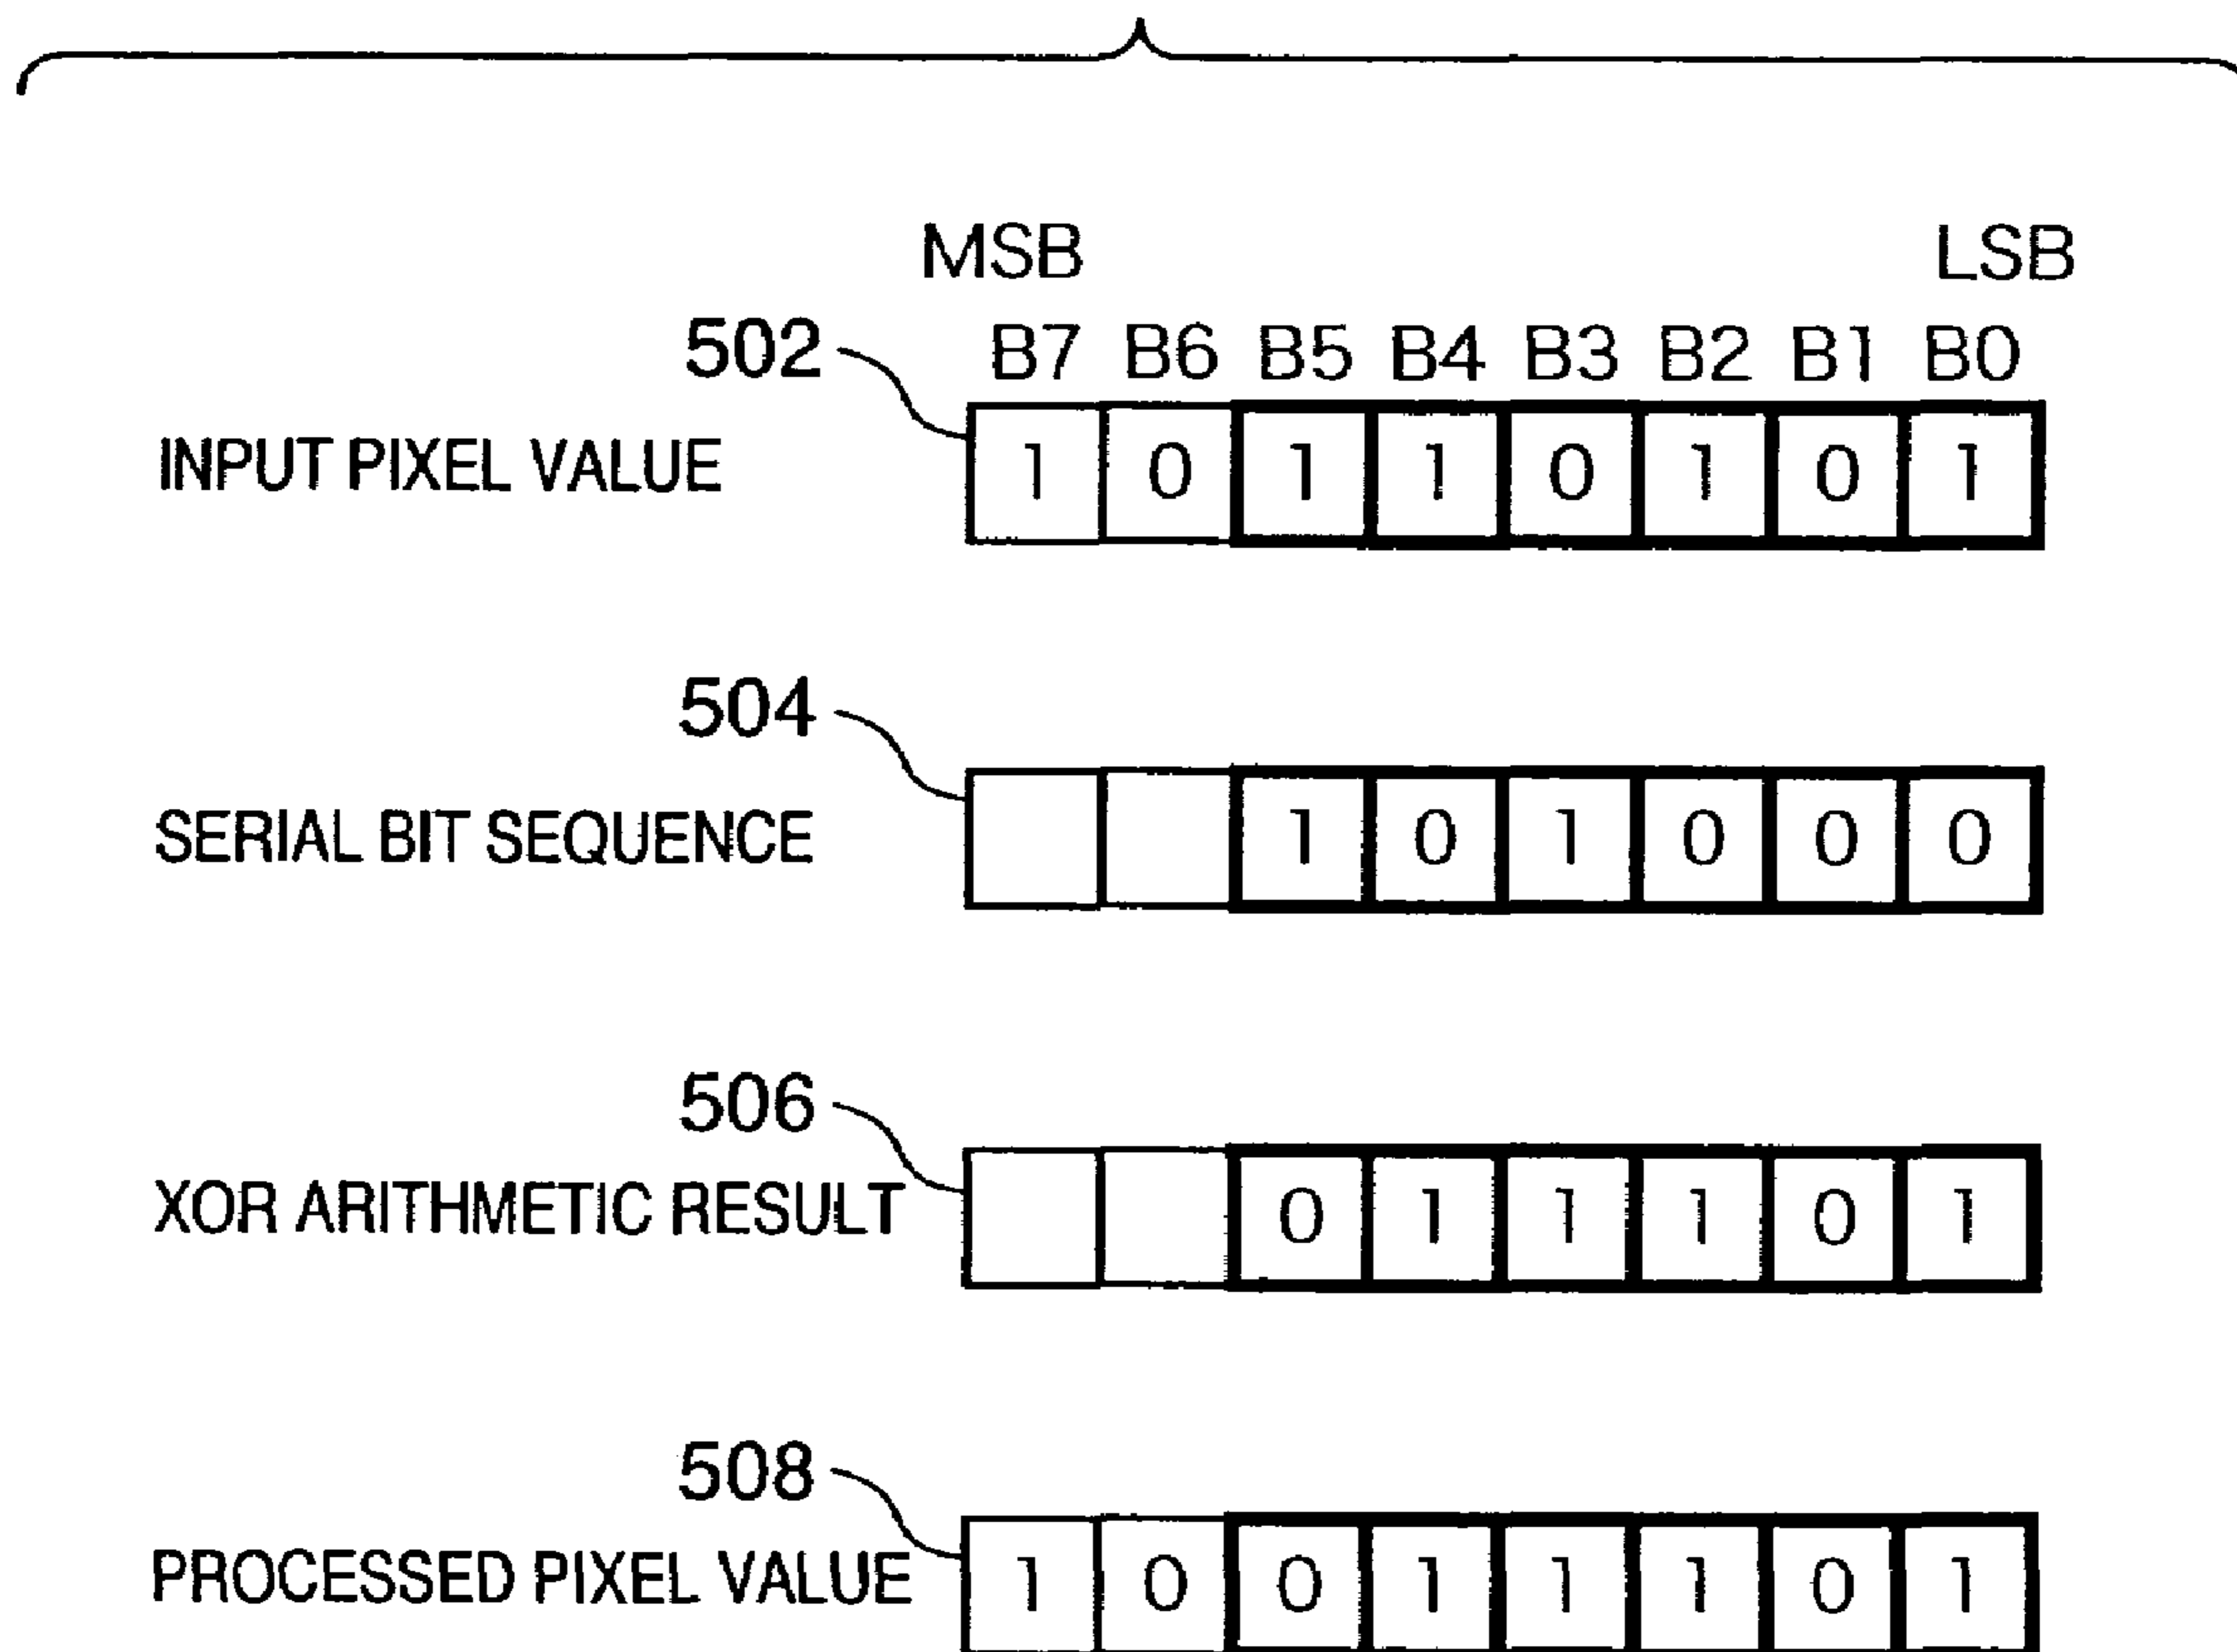 MSB LSB
502 B7 B6 B5 B4 B3 B2 B1 B0
INPUT PIXEL VALUE 1 0 1 1 0 1 0 1
504
SERIAL BIT SEQUENCE 1 0 1 0 0 0
506
XOR ARITHMETIC RESULT 0 1 1 1 0 1
508
PROCESSED PIXEL VALUE 1 0 0 1 1 1 0 1